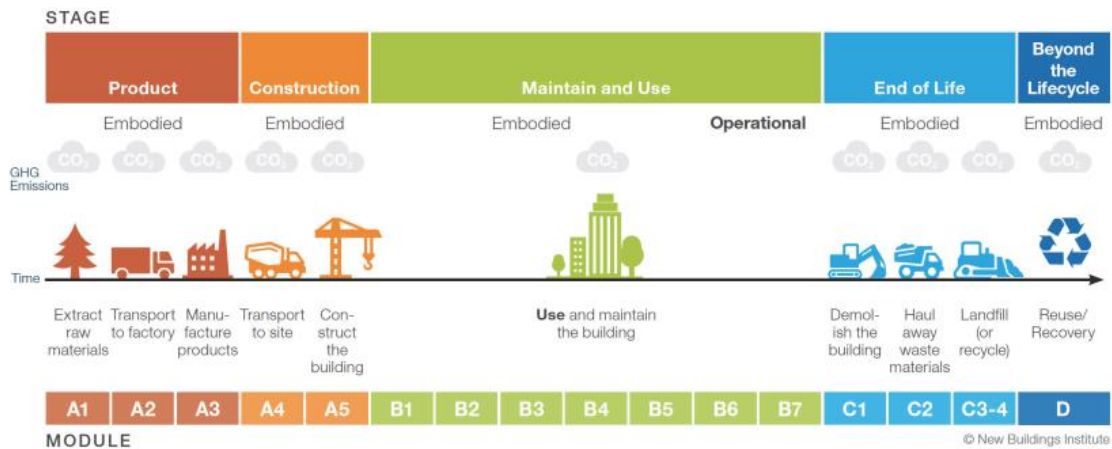 STAGE
Product
Construction
Maintain and Use
End of Life
Beyond
the
Lifecycle
Embodied
Embodied
Embodied
Operational
Embodied
Embodied
CO₂
CO₂
CO₂
CO₂
CO₂
CO₂
CO₂
CO₂
CO₂
CO₂
GHG
Emissions
Time
Extract
raw
materials
Transport
to factory
Manu-
facture
products
Transport
to site
Con-
struct
the
building
Use and maintain
the building
Demol-
ish the
building
Haul
away
waste
materials
Landfill
(or
recycle)
Reuse/
Recovery
A1 A2 A3 A4 A5 B1 B2 B3 B4 B5 B6 B7 C1 C2 C3-4 D
MODULE
© New Buildings Institute